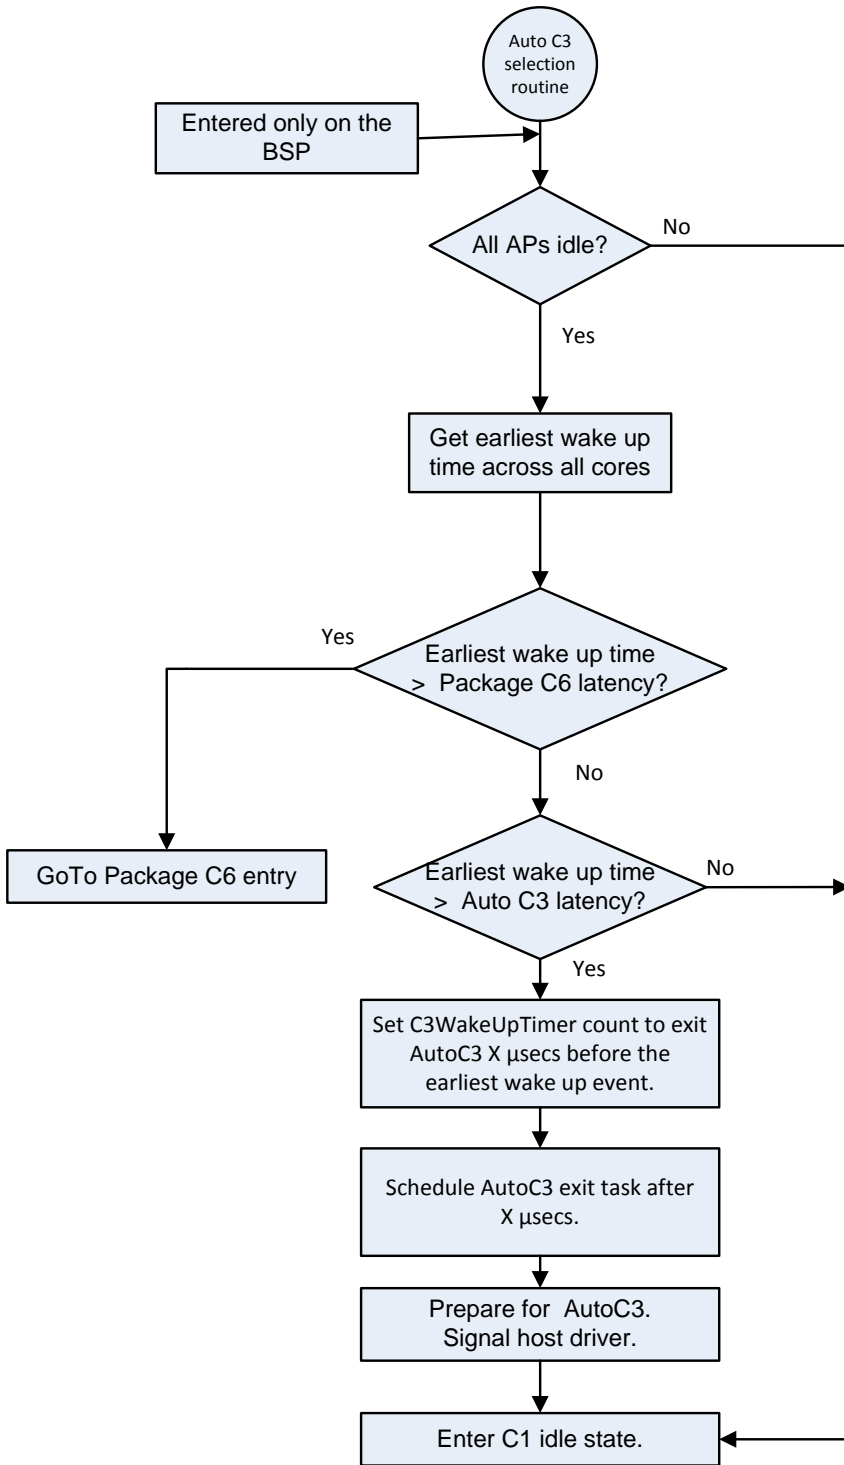 Auto C3
selection
routine
Entered only on the
BSP
All APs idle?
No
Yes
Get earliest wake up
time across all cores
Yes
Earliest wake up time
> Package C6 latency?
No
GoTo Package C6 entry
Earliest wake up time
> Auto C3 latency?
No
Yes
Set C3WakeUpTimer count to exit
AutoC3 X µsecs before the
earliest wake up event.
Schedule AutoC3 exit task after
X µsecs.
Prepare for AutoC3.
Signal host driver.
Enter C1 idle state.